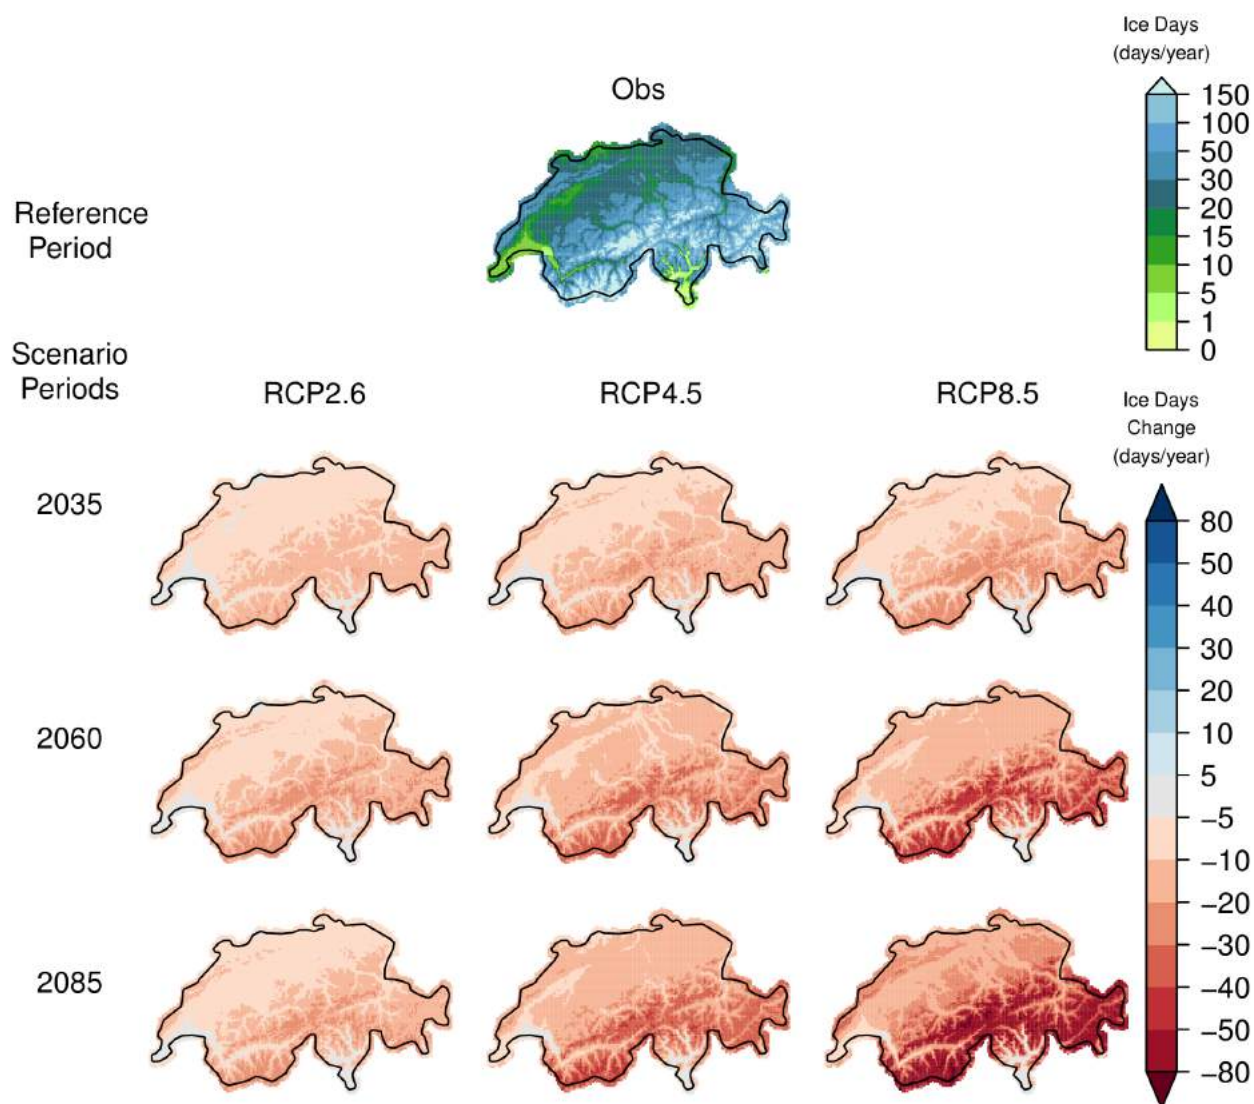 Ice Days
(days/year)
Obs
150
100
50
30
20
15
10
5
1
0
Reference
Period
Scenario
Periods
RCP2.6
RCP4.5
RCP8.5
Ice Days
Change
(days/year)
2035
2060
2085
80
50
40
30
20
10
5
−5
−10
−20
−30
−40
−50
−80